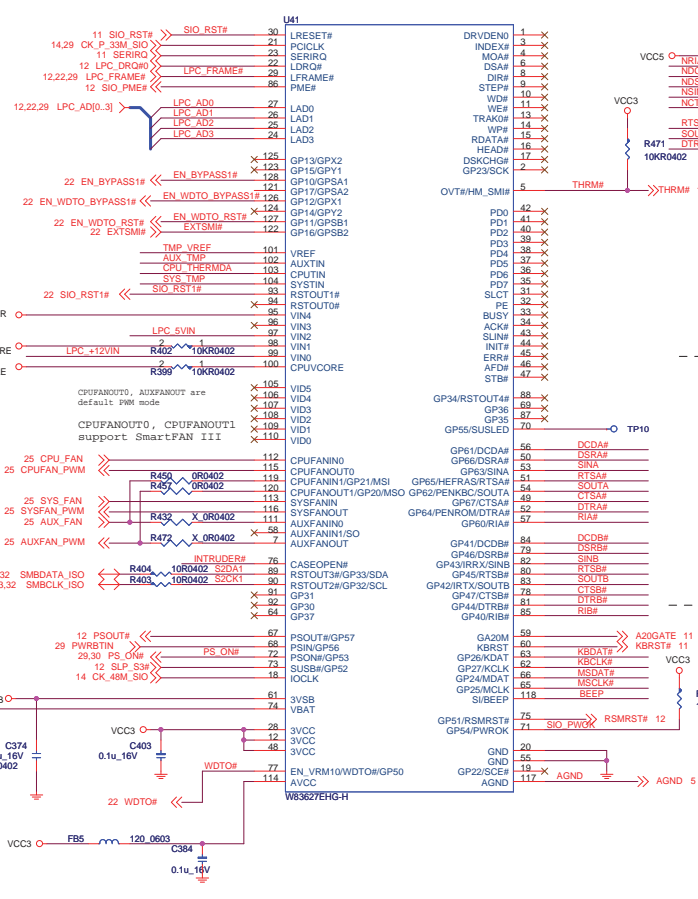 U41
11 SIO_RST# SIO_RST# 30 LRESET# DRVDEN0 1
14,29 CK_P_33M_SIO 21 PCICLK INDEX# 3
11 SERIRQ 23 SERIRQ MOA# 4
12 LPC_DRQ#0 22 LDRQ# DSA# 6
12,22,29 LPC_FRAME# LPC_FRAME# 29 LFRAME# DIR# 8
12 SIO_PME# 86 PME# STEP# 9
WD# 10
12,22,29 LPC_AD[0..3] LPC_AD0 27 LAD0 WE# 11
LPC_AD1 26 LAD1 TRAK0# 13
LPC_AD2 25 LAD2 WP# 14
LPC_AD3 24 LAD3 RDATA# 15
HEAD# 16
125 GP13/GPX2 DSKCHG# 17
123 GP15/GPY1 GP23/SCK 2
22 EN_BYPASS1# 128 GP10/GPSA1
121 GP17/GPSA2 OVT#/HM_SMI# 5 THRM# THRM#
22 EN_WDTO_BYPASS1# EN_WDTO_BYPASS1# 126 GP12/GPX1
124 GP14/GPY2 PD0 42
22 EN_WDTO_RST# EN_WDTO_RST# 127 GP11/GPSB1 PD1 41
22 EXTSMI# EXTSMI# 122 GP16/GPSB2 PD2 40
PD3 39
TMP_VREF 101 VREF PD4 38
AUX_TMP 102 AUXTIN PD5 37
CPU_THERMDA 103 CPUTIN PD6 36
SYS_TMP 104 SYSTIN PD7 35
22 SIO_RST1# SIO_RST1# 93 RSTOUT1# SLCT 31
94 RSTOUT0# PE 32
R 95 VIN4 BUSY 33
96 VIN3 ACK# 34
LPC_5VIN 97 VIN2 SLIN# 43
RE 2 1 98 VIN1 INIT# 44
LPC_+12VIN R402 10KR0402 99 VIN0 ERR# 45
E 2 1 100 CPUVCORE AFD# 46
R399 10KR0402 STB# 47
VCC5
NCT
VCC3
R471
10KR0402
CPUFANOUT0, AUXFANOUT are
default PWM mode
CPUFANOUT0, CPUFANOUT1
support SmartFAN III
105 VID5
106 VID4 GP34/RSTOUT4# 88
107 VID3 GP36 69
108 VID2 GP35 87
109 VID1 GP55/SUSLED 70 TP10
110 VID0
GP61/DCDA# 56 DCDA#
25 CPU_FAN 112 CPUFANIN0 GP66/DSRA# 50 DSRA#
25 CPUFAN_PWM 115 CPUFANOUT0 GP63/SINA 53 SINA
R450 0R0402 119 CPUFANIN1/GP21/MSI GP65/HEFRAS/RTSA# 51 RTSA#
R457 0R0402 120 CPUFANOUT1/GP20/MSO GP62/PENKBC/SOUTA 54 SOUTA
25 SYS_FAN 113 SYSFANIN GP67/CTSA# 49 CTSA#
25 SYSFAN_PWM 116 SYSFANOUT GP64/PENROM/DTRA# 52 DTRA#
25 AUX_FAN R432 X_0R0402 111 AUXFANIN0 GP60/RIA# 57 RIA#
58 AUXFANIN1/SO
25 AUXFAN_PWM R472 X_0R0402 7 AUXFANOUT GP41/DCDB# 84 DCDB#
GP46/DSRB# 79 DSRB#
INTRUDER# 76 CASEOPEN# GP43/IRRX/SINB 82 SINB
32 SMBDATA_ISO R404 10R0402 S2DA1 89 RSTOUT3#/GP33/SDA GP45/RTSB# 80 RTSB#
3,32 SMBCLK_ISO R403 10R0402 S2CK1 90 RSTOUT2#/GP32/SCL GP42/IRTX/SOUTB 83 SOUTB
91 GP31 GP47/CTSB# 78 CTSB#
92 GP30 GP44/DTRB# 81 DTRB#
64 GP37 GP40/RIB# 85 RIB#
12 PSOUT# 67 PSOUT#/GP57 GA20M 59 A20GATE 11
29 PWRBTIN 68 PSIN/GP56 KBRST 60 KBRST# 11
29,30 PS_ON# PS_ON# 72 PSON#/GP53 GP26/KDAT 63 KBDAT#
12 SLP_S3# 73 SUSB#/GP52 GP27/KCLK 62 KBCLK#
14 CK_48M_SIO 18 IOCLK GP24/MDAT 66 MSDAT#
GP25/MCLK 65 MSCLK#
61 3VSB SI/BEEP 118 BEEP
74 VBAT
VCC3
GP51/RSMRST# 75 RSMRST# 12
VCC3 28 3VCC GP54/PWROK 71 SIO_PWOK
12 3VCC
48 3VCC GND 20
GND 55
WDTO# 77 EN_VRM10/WDTO#/GP50 GP22/SCE# 19
114 AVCC AGND 117 AGND AGND 5
W83627EHG-H
C374
u_16V
0402
C403
0.1u_16V
22 WDTO#
VCC3 FB5 120_0603
C384
0.1u_16V